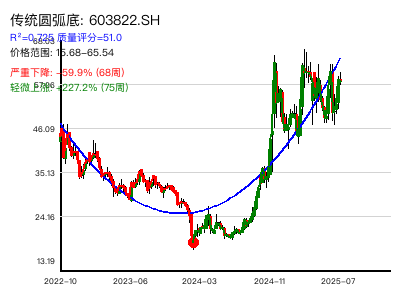 传统圆弧底: 603822.SH
R²=0.725 质量评分=51.0
价格范围: 15.68-65.54
严重下降: -59.9% (68周)
轻微上涨: +227.2% (75周)
46.09
35.13
24.16
13.19
2022-10
2023-06
2024-03
2024-11
2025-07